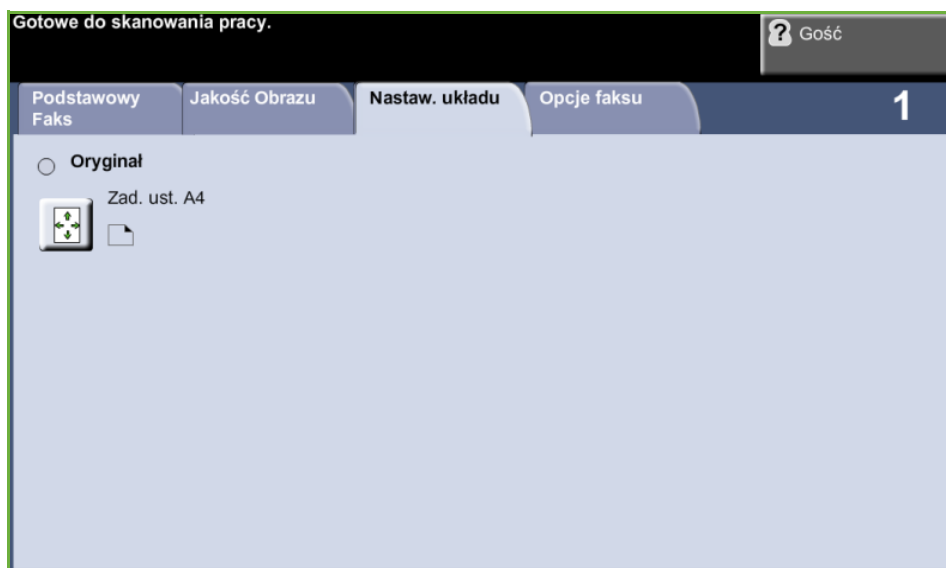 Gotowe do skanowania pracy.
? Gość
Podstawowy
Faks
Jakość Obrazu
Nastaw. układu
Opcje faksu
1
Oryginał
Zad. ust. A4